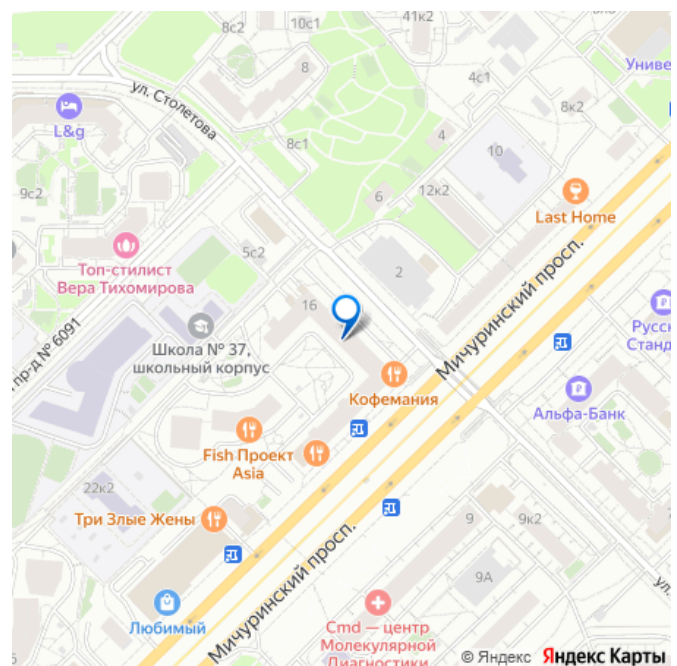 8с2
10с1
41к2
8
4с1
Униве
ул. Столетова
L&g
8к2
8с1
4
10
9с2
6
12к2
Last Home
5с2
Топ-стилист
Вера Тихомирова
2
Мичуринский просп.
16
Русск
Станд
пр-д № 6091
Школа № 37,
школьный корпус
Кофемания
Альфа-Банк
Fish Проект
Asia
22к2
Три Злые Жены
9
9к2
Мичуринский просп.
9А
ул.
Любимый
Cmd — центр
Молекулярной
Диагностики
© Яндекс Яндекс Карты